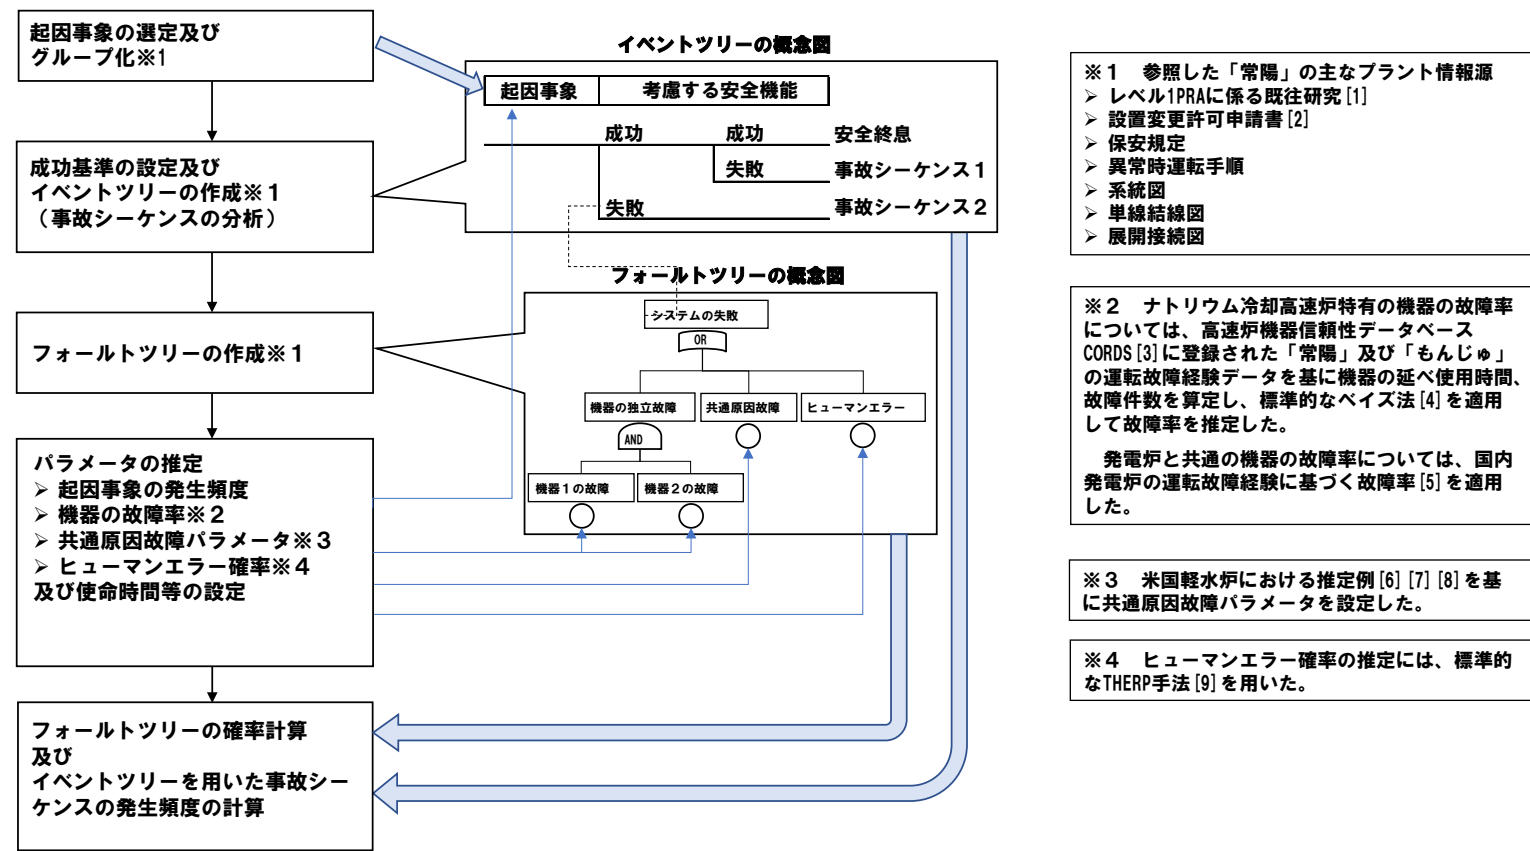 起因事象の選定及び
グループ化※1
成功基準の設定及び
イベントツリーの作成※１
（事故シーケンスの分析）
フォールトツリーの作成※１
パラメータの推定
➢ 起因事象の発生頻度
➢ 機器の故障率※２
➢ 共通原因故障パラメータ※３
➢ ヒューマンエラー確率※４
及び使命時間等の設定
フォールトツリーの確率計算
及び
イベントツリーを用いた事故シー
ケンスの発生頻度の計算
イベントツリーの概念図
起因事象 考慮する安全機能
成功 成功 安全終息
失敗 事故シーケンス１
失敗 事故シーケンス２
フォールトツリーの概念図
システムの失敗
OR
機器の独立故障 共通原因故障 ヒューマンエラー
AND
機器１の故障 機器２の故障
※１　参照した「常陽」の主なプラント情報源
➢ レベル1PRAに係る既往研究[1]
➢ 設置変更許可申請書[2]
➢ 保安規定
➢ 異常時運転手順
➢ 系統図
➢ 単線結線図
➢ 展開接続図
※２　ナトリウム冷却高速炉特有の機器の故障率
については、高速炉機器信頼性データベース
CORDS[3]に登録された「常陽」及び「もんじゅ」
の運転故障経験データを基に機器の延べ使用時間、
故障件数を算定し、標準的なベイズ法[4]を適用
して故障率を推定した。
発電炉と共通の機器の故障率については、国内
発電炉の運転故障経験に基づく故障率[5]を適用
した。
※３　米国軽水炉における推定例[6][7][8]を基
に共通原因故障パラメータを設定した。
※４　ヒューマンエラー確率の推定には、標準的
なTHERP手法[9]を用いた。